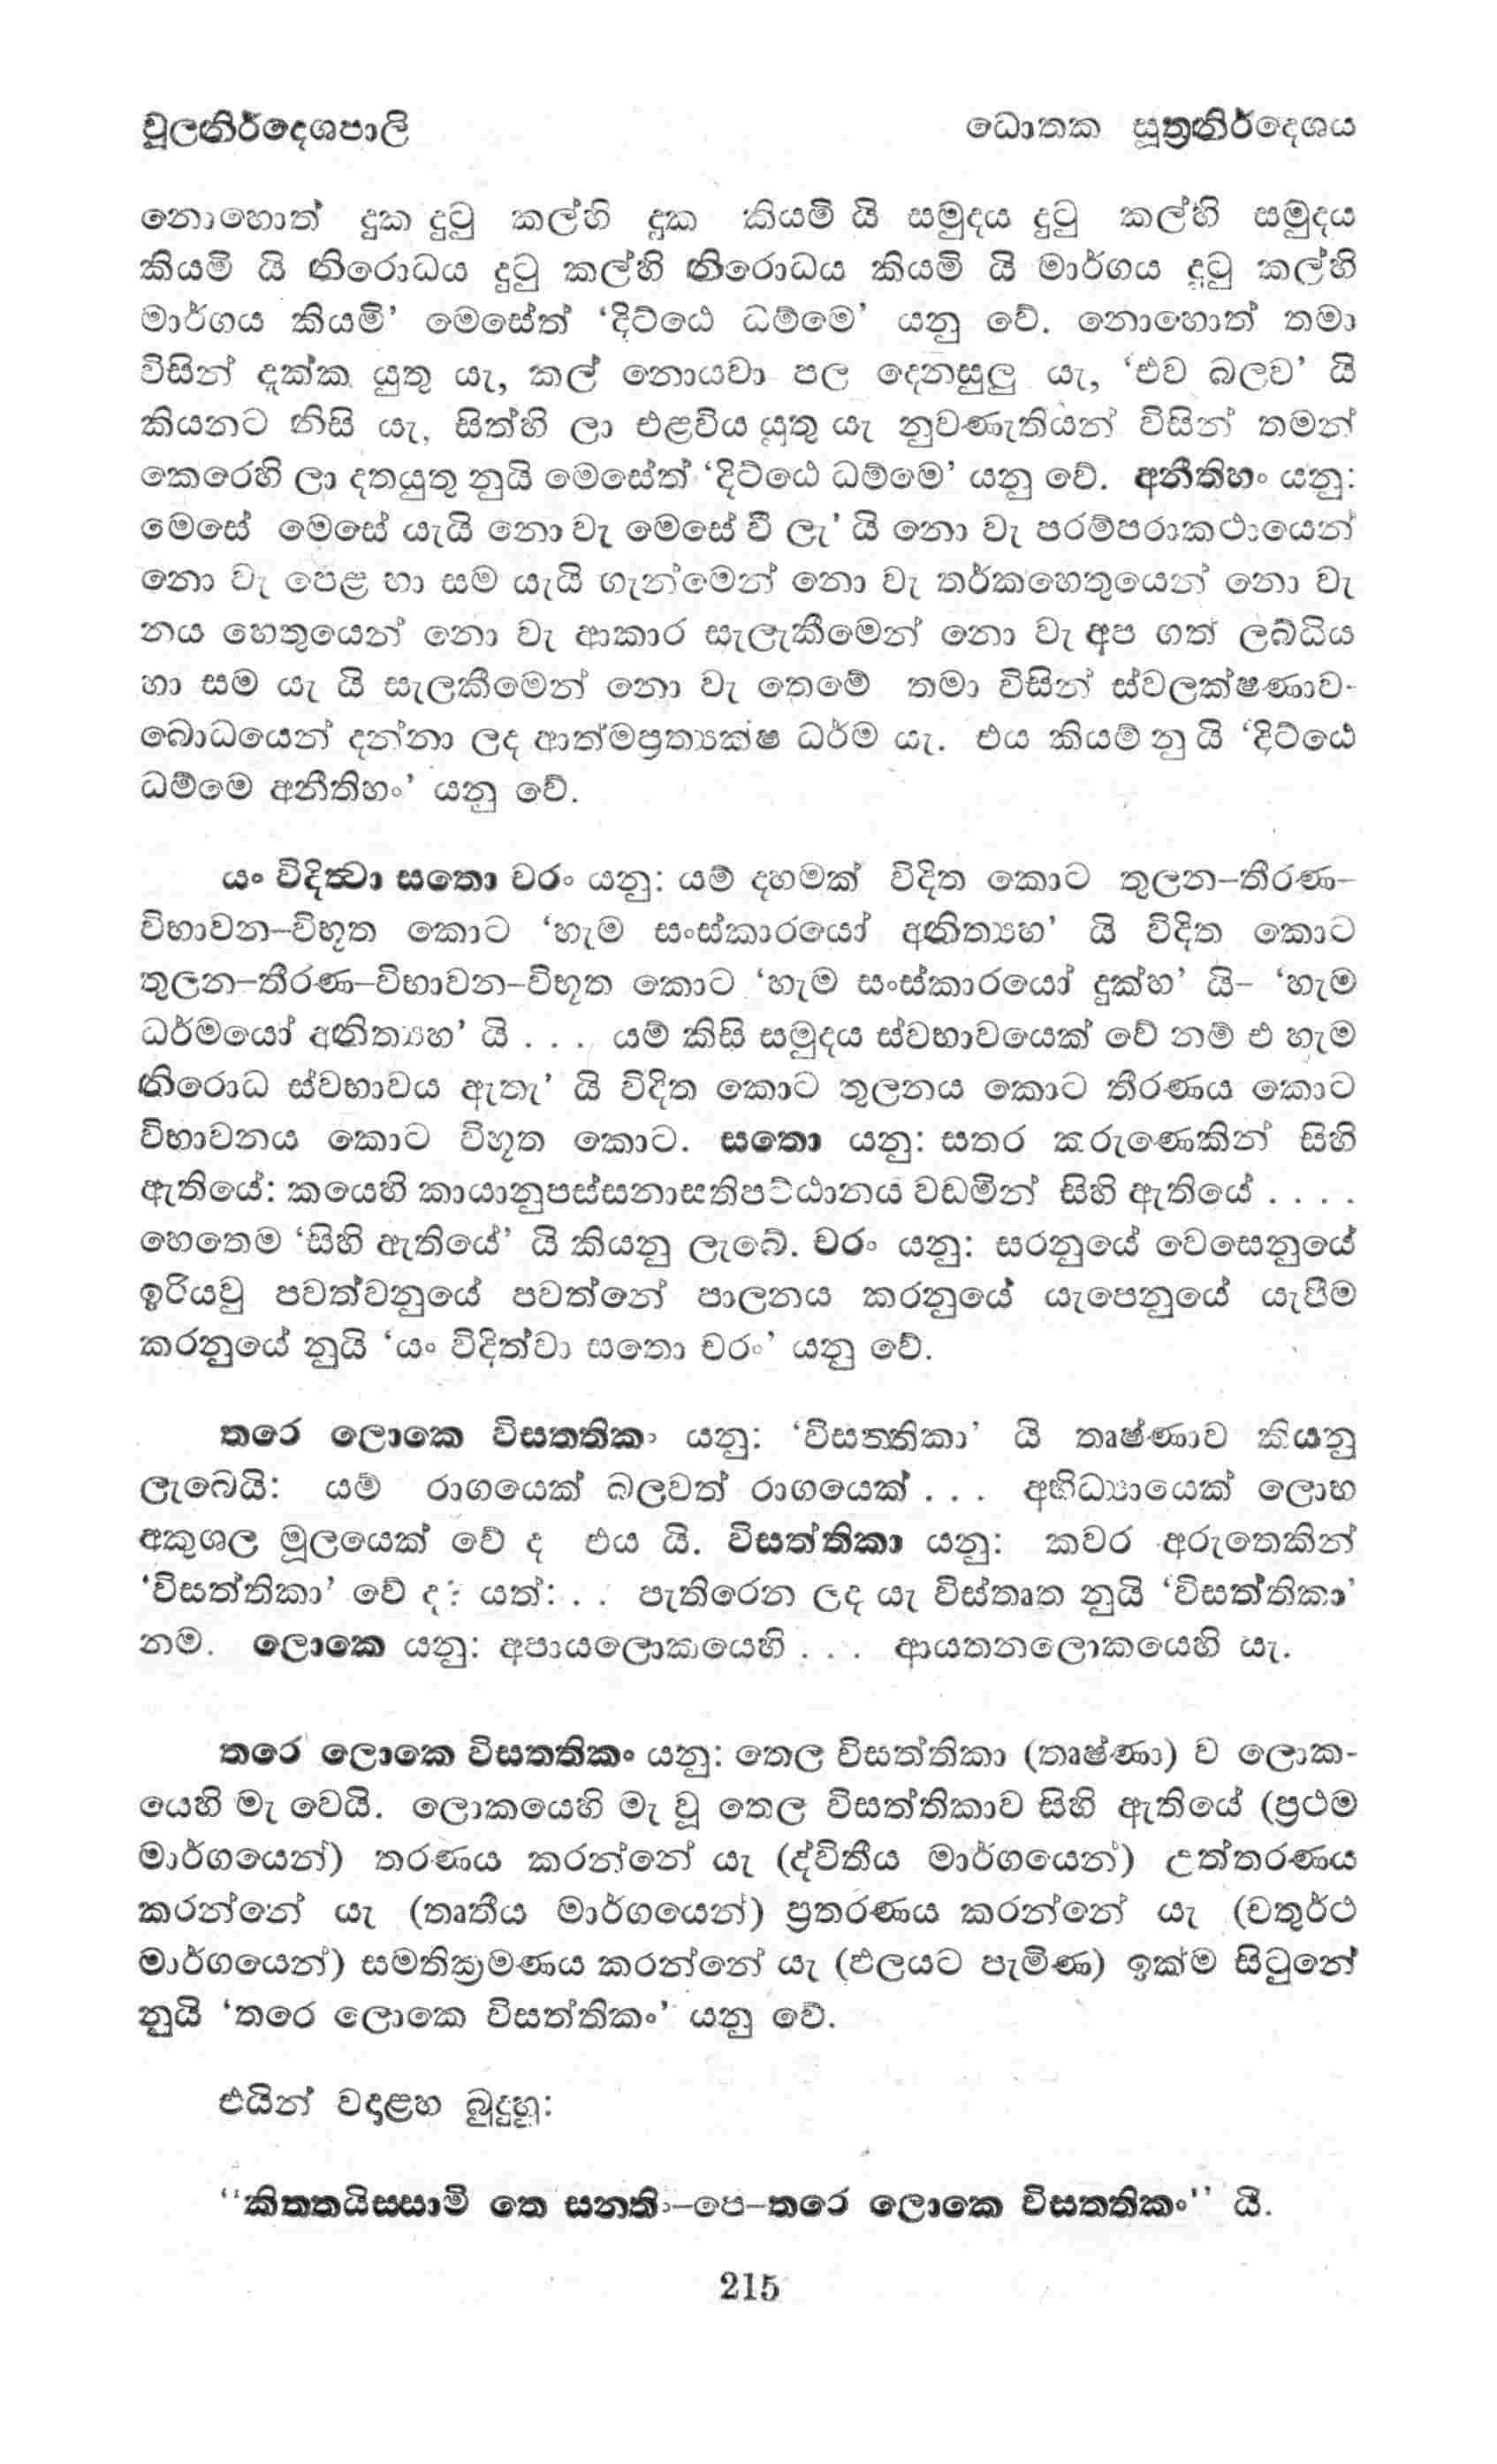 චූලනිර්දෙශපාලි
ධොතක සූත්‍රනිර්දෙශය
නොහොත් දුක දුටු කල්හි දුක කියමි යි සමුදය දුටු කල්හි සමුදය
කියමි යි නිරොධය දුටු කල්හි නිරොධය කියමි යි මාර්ගය දුටු කල්හි
මාර්ගය කියමි’ මෙසේත් ‘දිට්ඨෙ ධම්මෙ’ යනු වේ. නොහොත් තමා
විසින් දැක්ක යුතු යැ, කල් නොයවා පල දෙනසුලු යැ, ‘එව බලව’ යි
කියනට නිසි යැ, සිත්හි ලා එළවිය යුතු යැ නුවණැතියන් විසින් තමන්
කෙරෙහි ලා දතයුතු නුයි මෙසේත් ‘දිට්ඨෙ ධම්මෙ’ යනු වේ. අනීතිහං යනු:
මෙසේ මෙසේ යැයි නො වැ මෙසේ වී ලැ’ යි නො වැ පරම්පරාකථායෙන්
නො වැ පෙළ හා සම යැයි ගැන්මෙන් නො වැ තර්කහෙතුයෙන් නො වැ
නය හෙතුයෙන් නො වැ ආකාර සැලැකීමෙන් නො වැ අප ගත් ලබ්ධිය
හා සම යැ යි සැලකීමෙන් නො වැ තෙමේ තමා විසින් ස්වලක්ෂණාව-
බොධයෙන් දන්නා ලද ආත්මප්‍රත්‍යක්ෂ ධර්ම යැ. එය කියම් නු යි ‘දිට්ඨෙ
ධම්මෙ අනීතිහං’ යනු වේ.
යං විදිත්‍වා සතො චරං යනු: යම් දහමක් විදිත කොට තුලන–තීරණ–
විභාවන–විභූත කොට ‘හැම සංස්කාරයෝ අනිත්‍යහ’ යි විදිත කොට
තුලන–තීරණ–විභාවන–විභූත කොට ‘හැම සංස්කාරයෝ දුක්හ’ යි– ‘හැම
ධර්මයෝ අනිත්‍යහ’ යි . . . යම් කිසි සමුදය ස්වභාවයෙක් වේ නම් එ හැම
නිරොධ ස්වභාවය ඇතැ’ යි විදිත කොට තුලනය කොට තීරණය කොට
විභාවනය කොට විහූත කොට. සතො යනු: සතර කරුණෙකින් සිහි
ඇතියේ: කයෙහි කායානුපස්සනාසතිපට්ඨානය වඩමින් සිහි ඇතියේ . . . .
හෙතෙම ‘සිහි ඇතියේ’ යි කියනු ලැබේ. චරං යනු: සරනුයේ වෙසෙනුයේ
ඉරියවු පවත්වනුයේ පවත්නේ පාලනය කරනුයේ යැපෙනුයේ යැපීම
කරනුයේ නුයි ‘යං විදිත්වා සතො චරං’ යනු වේ.
තරෙ ලොකෙ විසත්තිකං යනු: ‘විසත්තිකා’ යි තෘෂ්ණාව කියනු
ලැබෙයි: යම් රාගයෙක් බලවත් රාගයෙක් . . . අභිධ්‍යායෙක් ලොභ
අකුශල මූලයෙක් වේ ද එය යි. විසත්තිකා යනු: කවර අරුතෙකින්
‘විසත්තිකා’ වේ ද? යත්: . . . පැතිරෙන ලද යැ විස්තෘත නුයි ‘විසත්තිකා’
නම. ලොකෙ යනු: අපායලොකයෙහි . . . ආයතනලොකයෙහි යැ.
තරෙ ලොකෙ විසත්තිකං යනු: තෙල විසත්තිකා (තෘෂ්ණා) ව ලොක-
යෙහි මැ වෙයි. ලොකයෙහි මැ වූ තෙල විසත්තිකාව සිහි ඇතියේ (ප්‍රථම
මාර්ගයෙන්) තරණය කරන්නේ යැ (ද්විතීය මාර්ගයෙන්) උත්තරණය
කරන්නේ යැ (තෘතීය මාර්ගයෙන්) ප්‍රතරණය කරන්නේ යැ (චතුර්ථ
මාර්ගයෙන්) සමතික්‍රමණය කරන්නේ යැ (ඵලයට පැමිණ) ඉක්ම සිටුනේ
නුයි ‘තරෙ ලොකෙ විසත්තිකං’ යනු වේ.
එයින් වදාළහ බුදුහු:
“කිත්තයිස්සාමි තෙ සන්තිං–පෙ–තරෙ ලොකෙ විසත්තිකං” යි.
215